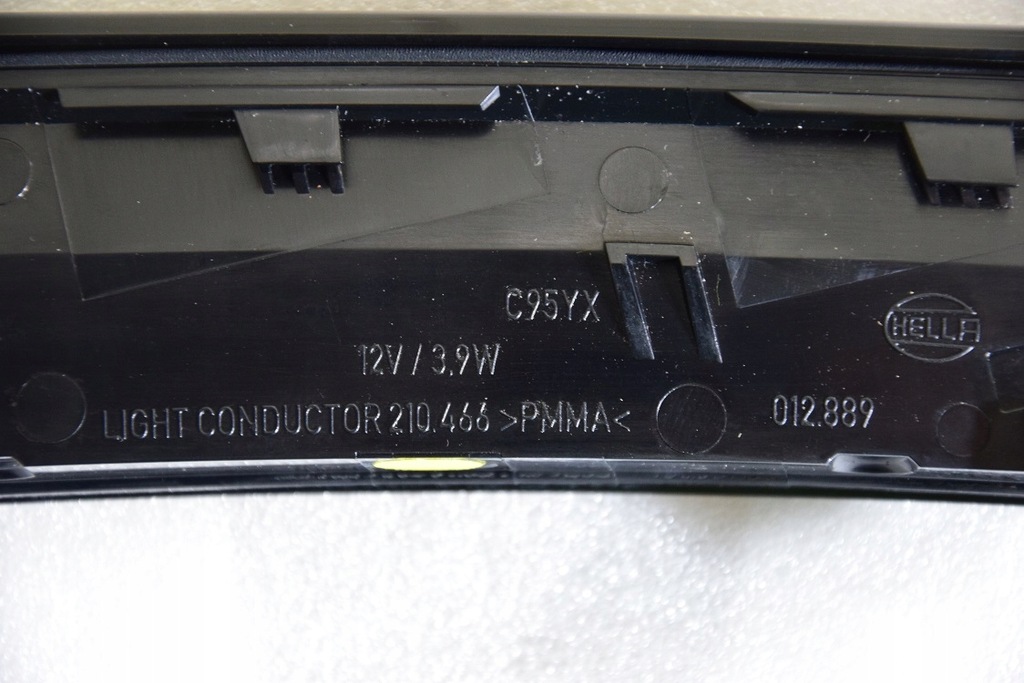 C95YX
HELLA
12V / 3,9W
LIGHT CONDUCTOR 210.466 >PMMA<
012.889